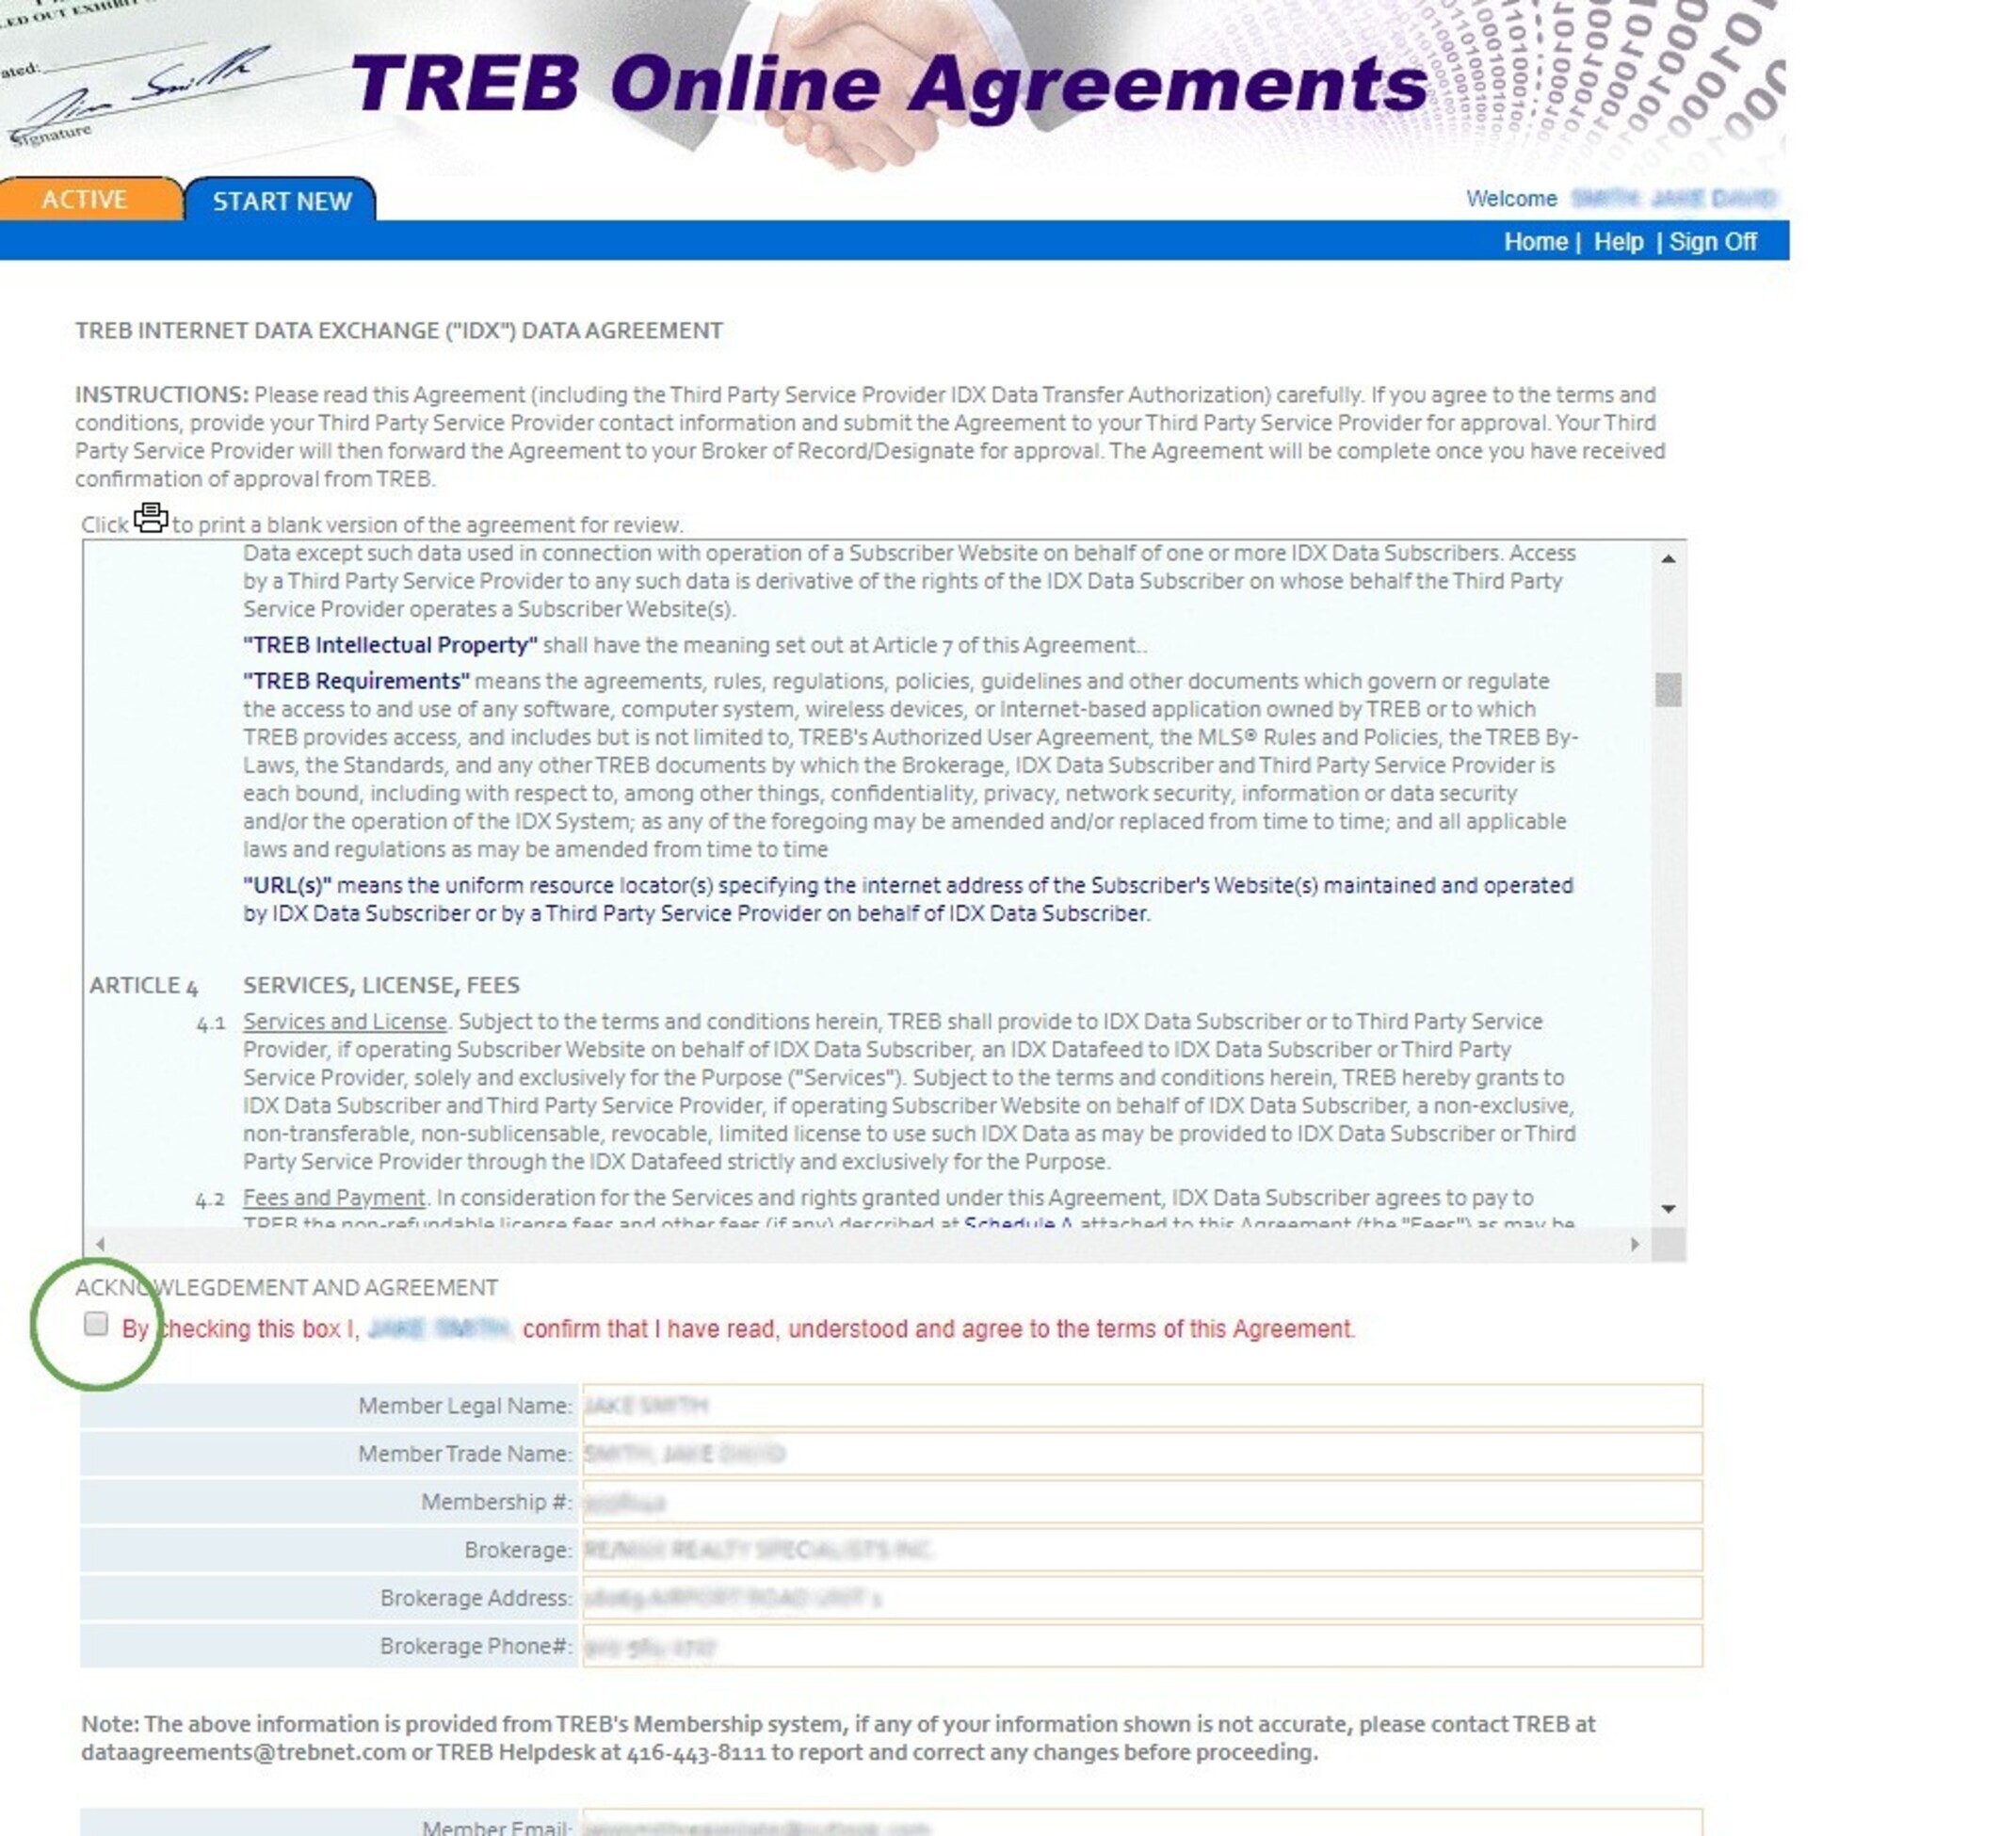 LED OUT EXHIBIT
ated:
Jim Smith
Signature
TREB Online Agreements
ACTIVE
START NEW
Welcome
Home | Help | Sign Off
TREB INTERNET DATA EXCHANGE ("IDX") DATA AGREEMENT
INSTRUCTIONS: Please read this Agreement (including the Third Party Service Provider IDX Data Transfer Authorization) carefully. If you agree to the terms and
conditions, provide your Third Party Service Provider contact information and submit the Agreement to your Third Party Service Provider for approval. Your Third
Party Service Provider will then forward the Agreement to your Broker of Record/Designate for approval. The Agreement will be complete once you have received
confirmation of approval from TREB.
Click to print a blank version of the agreement for review.
Data except such data used in connection with operation of a Subscriber Website on behalf of one or more IDX Data Subscribers. Access
by a Third Party Service Provider to any such data is derivative of the rights of the IDX Data Subscriber on whose behalf the Third Party
Service Provider operates a Subscriber Website(s).
"TREB Intellectual Property" shall have the meaning set out at Article 7 of this Agreement..
"TREB Requirements" means the agreements, rules, regulations, policies, guidelines and other documents which govern or regulate
the access to and use of any software, computer system, wireless devices, or Internet-based application owned by TREB or to which
TREB provides access, and includes but is not limited to, TREB's Authorized User Agreement, the MLS® Rules and Policies, the TREB By-
Laws, the Standards, and any other TREB documents by which the Brokerage, IDX Data Subscriber and Third Party Service Provider is
each bound, including with respect to, among other things, confidentiality, privacy, network security, information or data security
and/or the operation of the IDX System; as any of the foregoing may be amended and/or replaced from time to time; and all applicable
laws and regulations as may be amended from time to time
"URL(s)" means the uniform resource locator(s) specifying the internet address of the Subscriber's Website(s) maintained and operated
by IDX Data Subscriber or by a Third Party Service Provider on behalf of IDX Data Subscriber.
ARTICLE 4 SERVICES, LICENSE, FEES
4.1 Services and License. Subject to the terms and conditions herein, TREB shall provide to IDX Data Subscriber or to Third Party Service
Provider, if operating Subscriber Website on behalf of IDX Data Subscriber, an IDX Datafeed to IDX Data Subscriber or Third Party
Service Provider, solely and exclusively for the Purpose ("Services"). Subject to the terms and conditions herein, TREB hereby grants to
IDX Data Subscriber and Third Party Service Provider, if operating Subscriber Website on behalf of IDX Data Subscriber, a non-exclusive,
non-transferable, non-sublicensable, revocable, limited license to use such IDX Data as may be provided to IDX Data Subscriber or Third
Party Service Provider through the IDX Datafeed strictly and exclusively for the Purpose.
4.2 Fees and Payment. In consideration for the Services and rights granted under this Agreement, IDX Data Subscriber agrees to pay to
TREB the non-refundable license fees and other fees (if any) described at Schedule A attached to this Agreement (the "Fees") as may be
ACKNOWLEGDEMENT AND AGREEMENT
By checking this box I, confirm that I have read, understood and agree to the terms of this Agreement.
Member Legal Name:
Member Trade Name:
Membership #:
Brokerage:
Brokerage Address:
Brokerage Phone#:
Note: The above information is provided from TREB's Membership system, if any of your information shown is not accurate, please contact TREB at
dataagreements@trebnet.com or TREB Helpdesk at 416-443-8111 to report and correct any changes before proceeding.
Member Email: